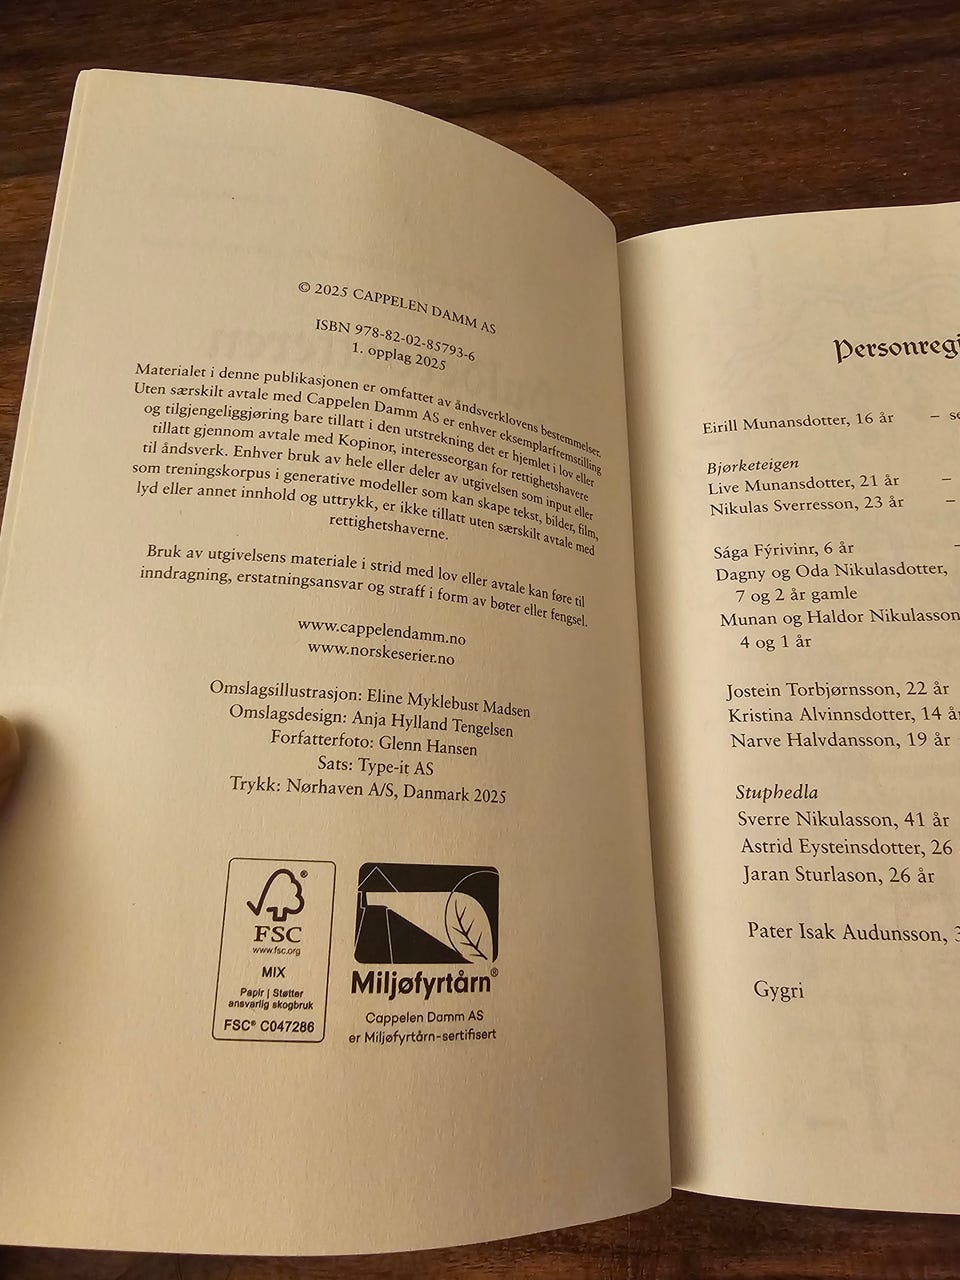 © 2025 CAPPELEN DAMM AS
ISBN 978-82-02-85793-6
1. opplag 2025
Materialet i denne publikasjonen er omfattet av åndsverklovens bestemmelser.
Uten særskilt avtale med Cappelen Damm AS er enhver eksemplarfremstilling
og tilgjengeliggjøring bare tillatt i den utstrekning det er hjemlet i lov eller
tillatt gjennom avtale med Kopinor, interesseorgan for rettighetshavere
til åndsverk. Enhver bruk av hele eller deler av utgivelsen som input eller
som treningskorpus i generative modeller som kan skape tekst, bilder, film,
lyd eller annet innhold og uttrykk, er ikke tillatt uten særskilt avtale med
rettighetshaverne.
Bruk av utgivelsens materiale i strid med lov eller avtale kan føre til
inndragning, erstatningsansvar og straff i form av bøter eller fengsel.
www.cappelendamm.no
www.norskeserier.no
Omslagsillustrasjon: Eline Myklebust Madsen
Omslagsdesign: Anja Hylland Tengelsen
Forfatterfoto: Glenn Hansen
Sats: Type-it AS
Trykk: Nørhaven A/S, Danmark 2025
FSC
www.fsc.org
MIX
Papir | Støtter
ansvarlig skogbruk
FSC® C047286
Miljøfyrtårn®
Cappelen Damm AS
er Miljøfyrtårn-sertifisert
Personregi
Eirill Munansdotter, 16 år – se
Bjørketeigen
Live Munansdotter, 21 år –
Nikulas Sverresson, 23 år –
Sága Fýrivinr, 6 år –
Dagny og Oda Nikulasdotter,
7 og 2 år gamle
Munan og Haldor Nikulasson
4 og 1 år
Jostein Torbjørnsson, 22 år
Kristina Alvinnsdotter, 14 år
Narve Halvdansson, 19 år
Stuphedla
Sverre Nikulasson, 41 år
Astrid Eysteinsdotter, 26
Jaran Sturlason, 26 år
Pater Isak Audunsson, 3
Gygri